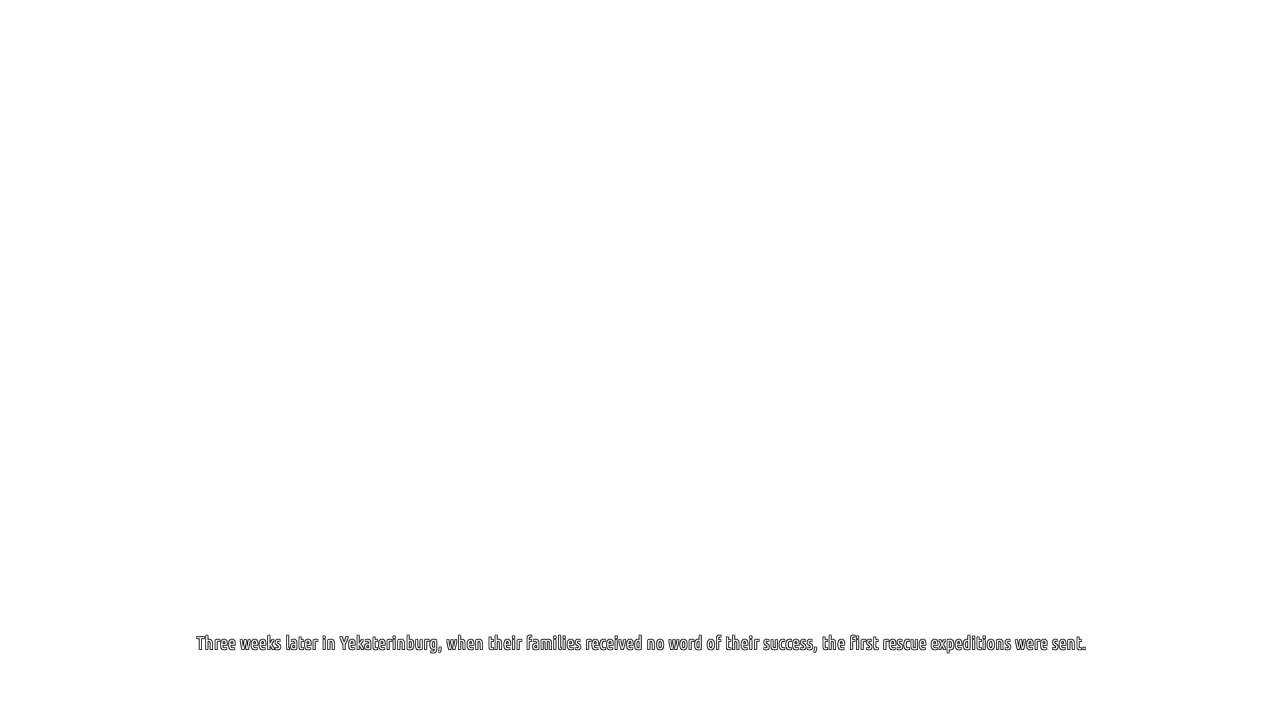 Three weeks later in Yekaterinburg, when their families received no word of their success, the first rescue expeditions were sent.